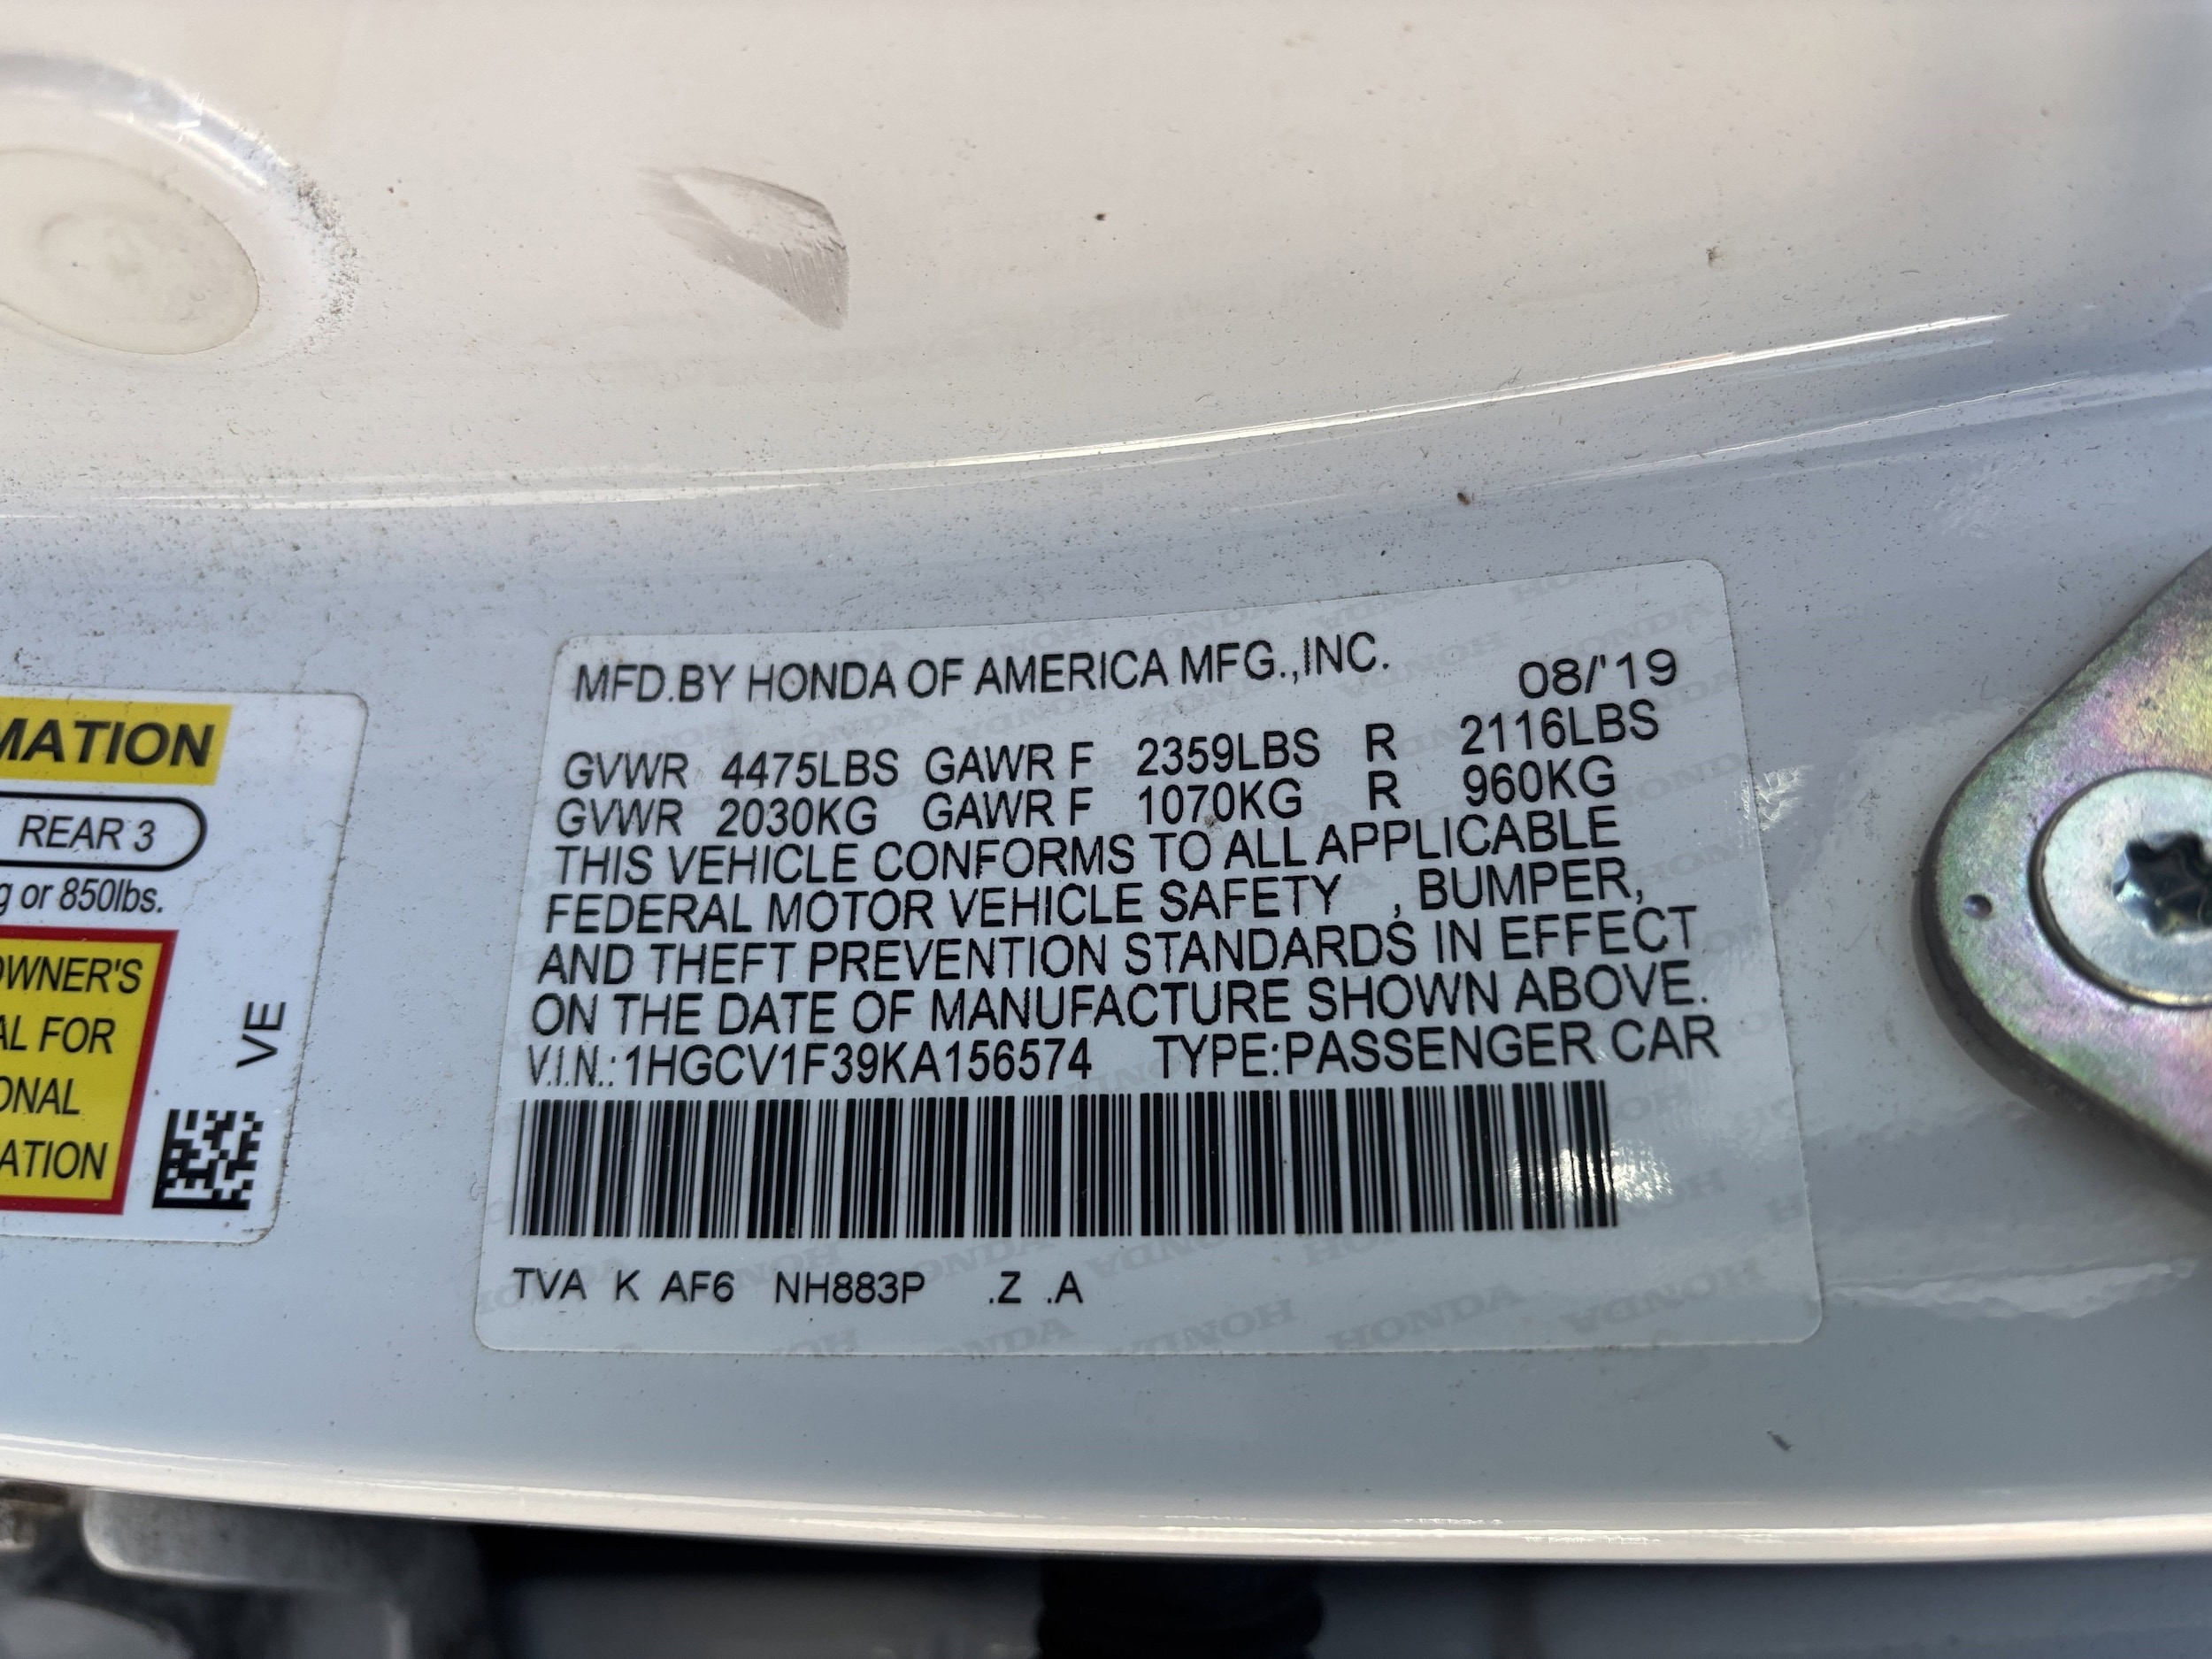 MFD.BY HONDA OF AMERICA MFG.,INC. 08/'19
GVWR 4475LBS GAWR F 2359LBS R 2116LBS
GVWR 2030KG GAWR F 1070KG R 960KG
THIS VEHICLE CONFORMS TO ALL APPLICABLE
FEDERAL MOTOR VEHICLE SAFETY , BUMPER,
AND THEFT PREVENTION STANDARDS IN EFFECT
ON THE DATE OF MANUFACTURE SHOWN ABOVE.
V.I.N.:1HGCV1F39KA156574 TYPE:PASSENGER CAR
TVA K AF6 NH883P .Z .A
MATION
REAR 3
g or 850lbs.
OWNER'S
AL FOR
ONAL
ATION
VE